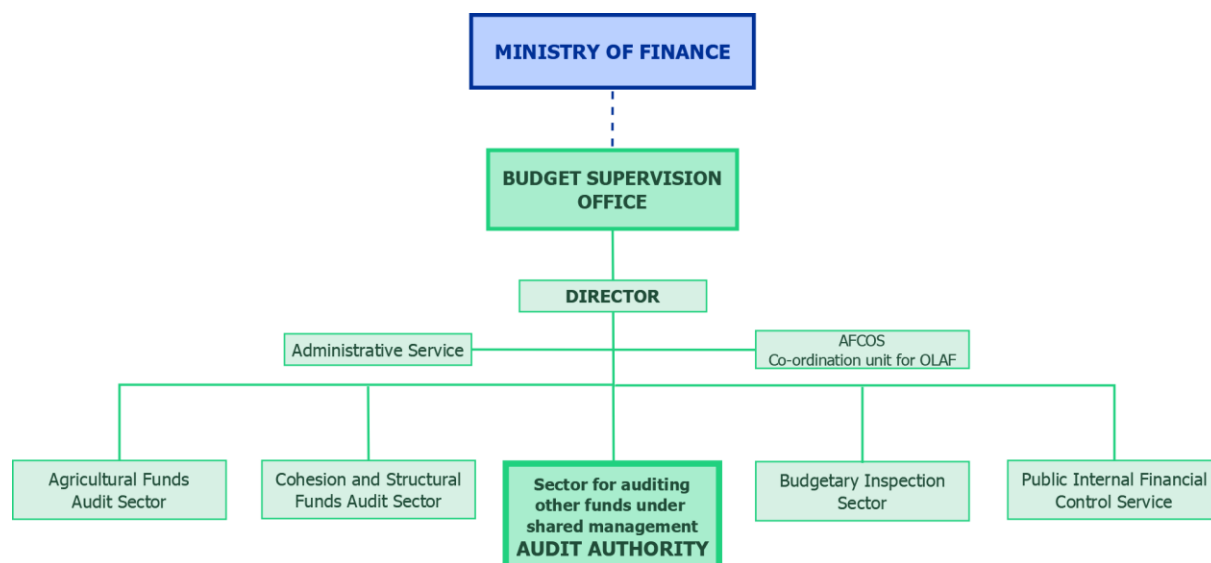 MINISTRY OF FINANCE
BUDGET SUPERVISION
OFFICE
DIRECTOR
Administrative Service
AFCOS
Co-ordination unit for OLAF
Agricultural Funds
Audit Sector
Cohesion and Structural
Funds Audit Sector
Sector for auditing
other funds under
shared management
AUDIT AUTHORITY
Budgetary Inspection
Sector
Public Internal Financial
Control Service